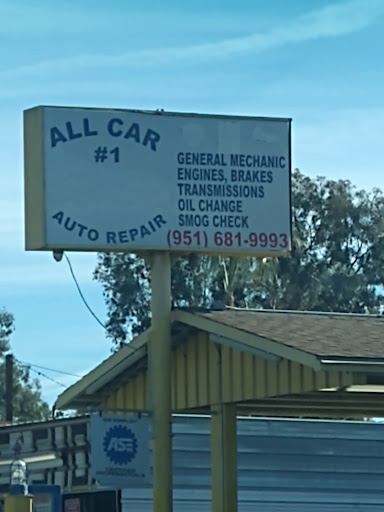 ALL CAR
#1
AUTO REPAIR
GENERAL MECHANIC
ENGINES, BRAKES
TRANSMISSIONS
OIL CHANGE
SMOG CHECK
(951) 681-9993
ASE